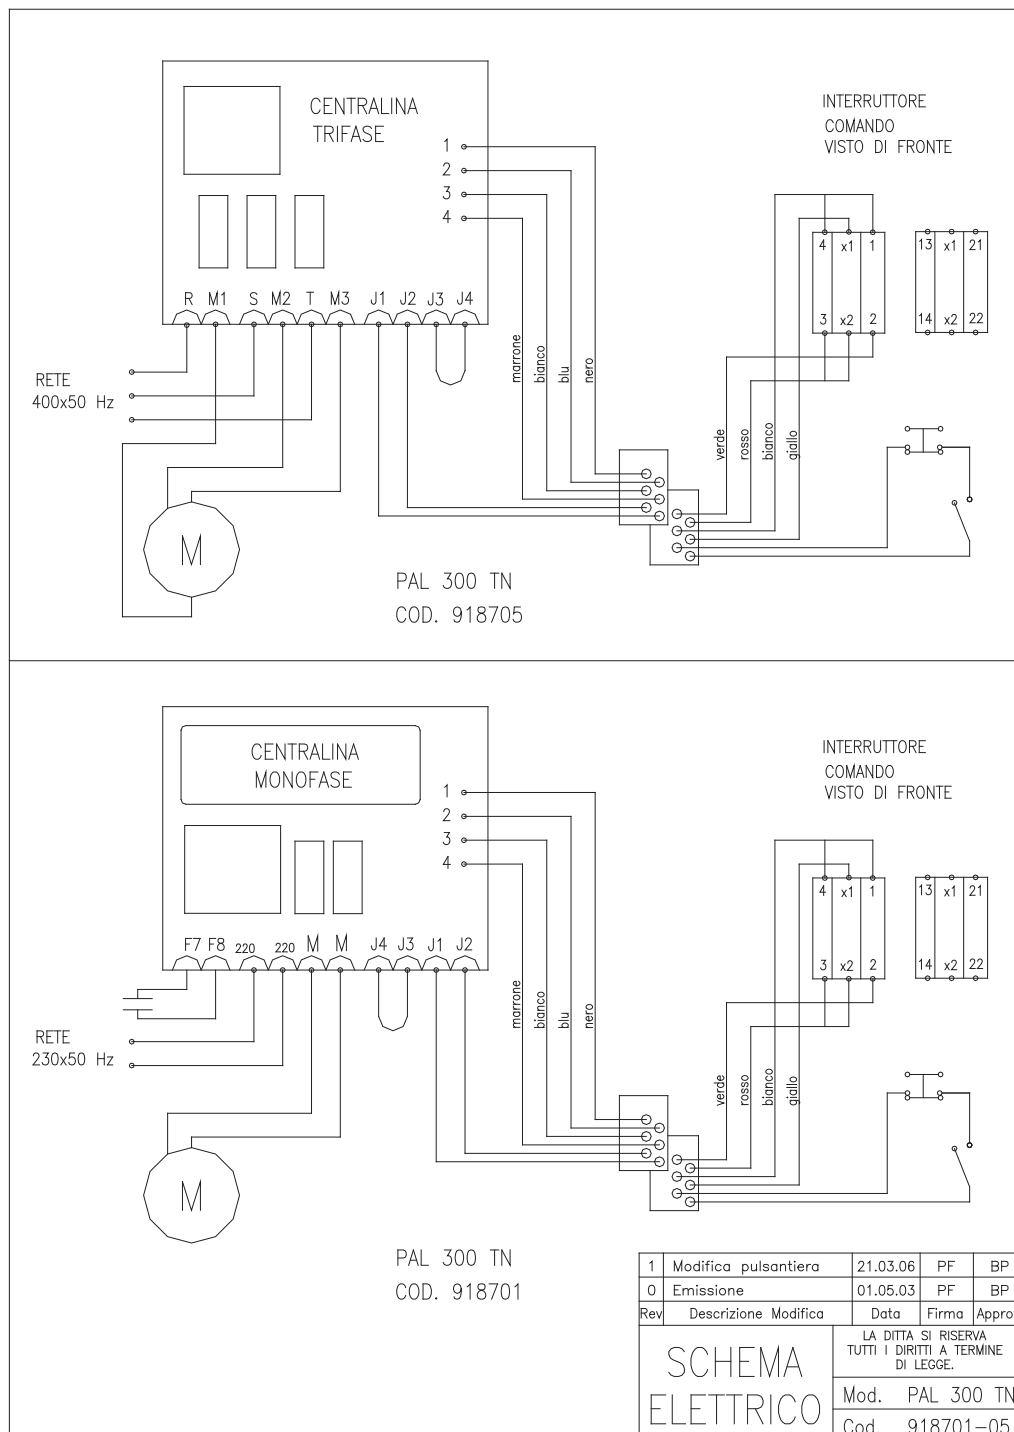 CENTRALINA
TRIFASE
1
2
3
4
R M1 S M2 T M3 J1 J2 J3 J4
RETE
400x50 Hz
M
marrone
bianco
blu
nero
INTERRUTTORE
COMANDO
VISTO DI FRONTE
4 x1 1
3 x2 2
13 x1 21
14 x2 22
verde
rosso
bianco
giallo
PAL 300 TN
COD. 918705
CENTRALINA
MONOFASE
1
2
3
4
F7 F8 220 220 M M J4 J3 J1 J2
RETE
230x50 Hz
M
marrone
bianco
blu
nero
INTERRUTTORE
COMANDO
VISTO DI FRONTE
4 x1 1
3 x2 2
13 x1 21
14 x2 22
verde
rosso
bianco
giallo
PAL 300 TN
COD. 918701
1 Modifica pulsantiera 21.03.06 PF BP
0 Emissione 01.05.03 PF BP
Rev Descrizione Modifica Data Firma Approv
SCHEMA
ELETTRICO
LA DITTA SI RISERVA
TUTTI I DIRITTI A TERMINE
DI LEGGE.
Mod. PAL 300 TN
Cod. 918701-05